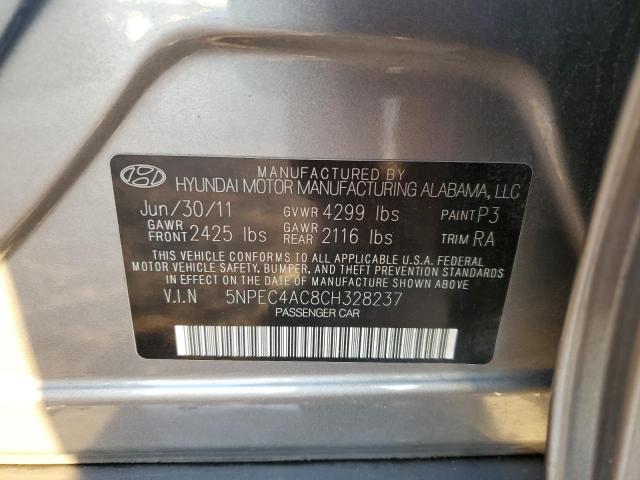 MANUFACTURED BY
HYUNDAI MOTOR MANUFACTURING ALABAMA, LLC
Jun/30/11 GVWR 4299 lbs PAINT P3
GAWR FRONT 2425 lbs GAWR REAR 2116 lbs TRIM RA
THIS VEHICLE CONFORMS TO ALL APPLICABLE U.S.A. FEDERAL
MOTOR VEHICLE SAFETY, BUMPER, AND THEFT PREVENTION STANDARDS
IN EFFECT ON THE DATE OF MANUFACTURE SHOWN ABOVE.
V.I.N 5NPEC4AC8CH328237
PASSENGER CAR